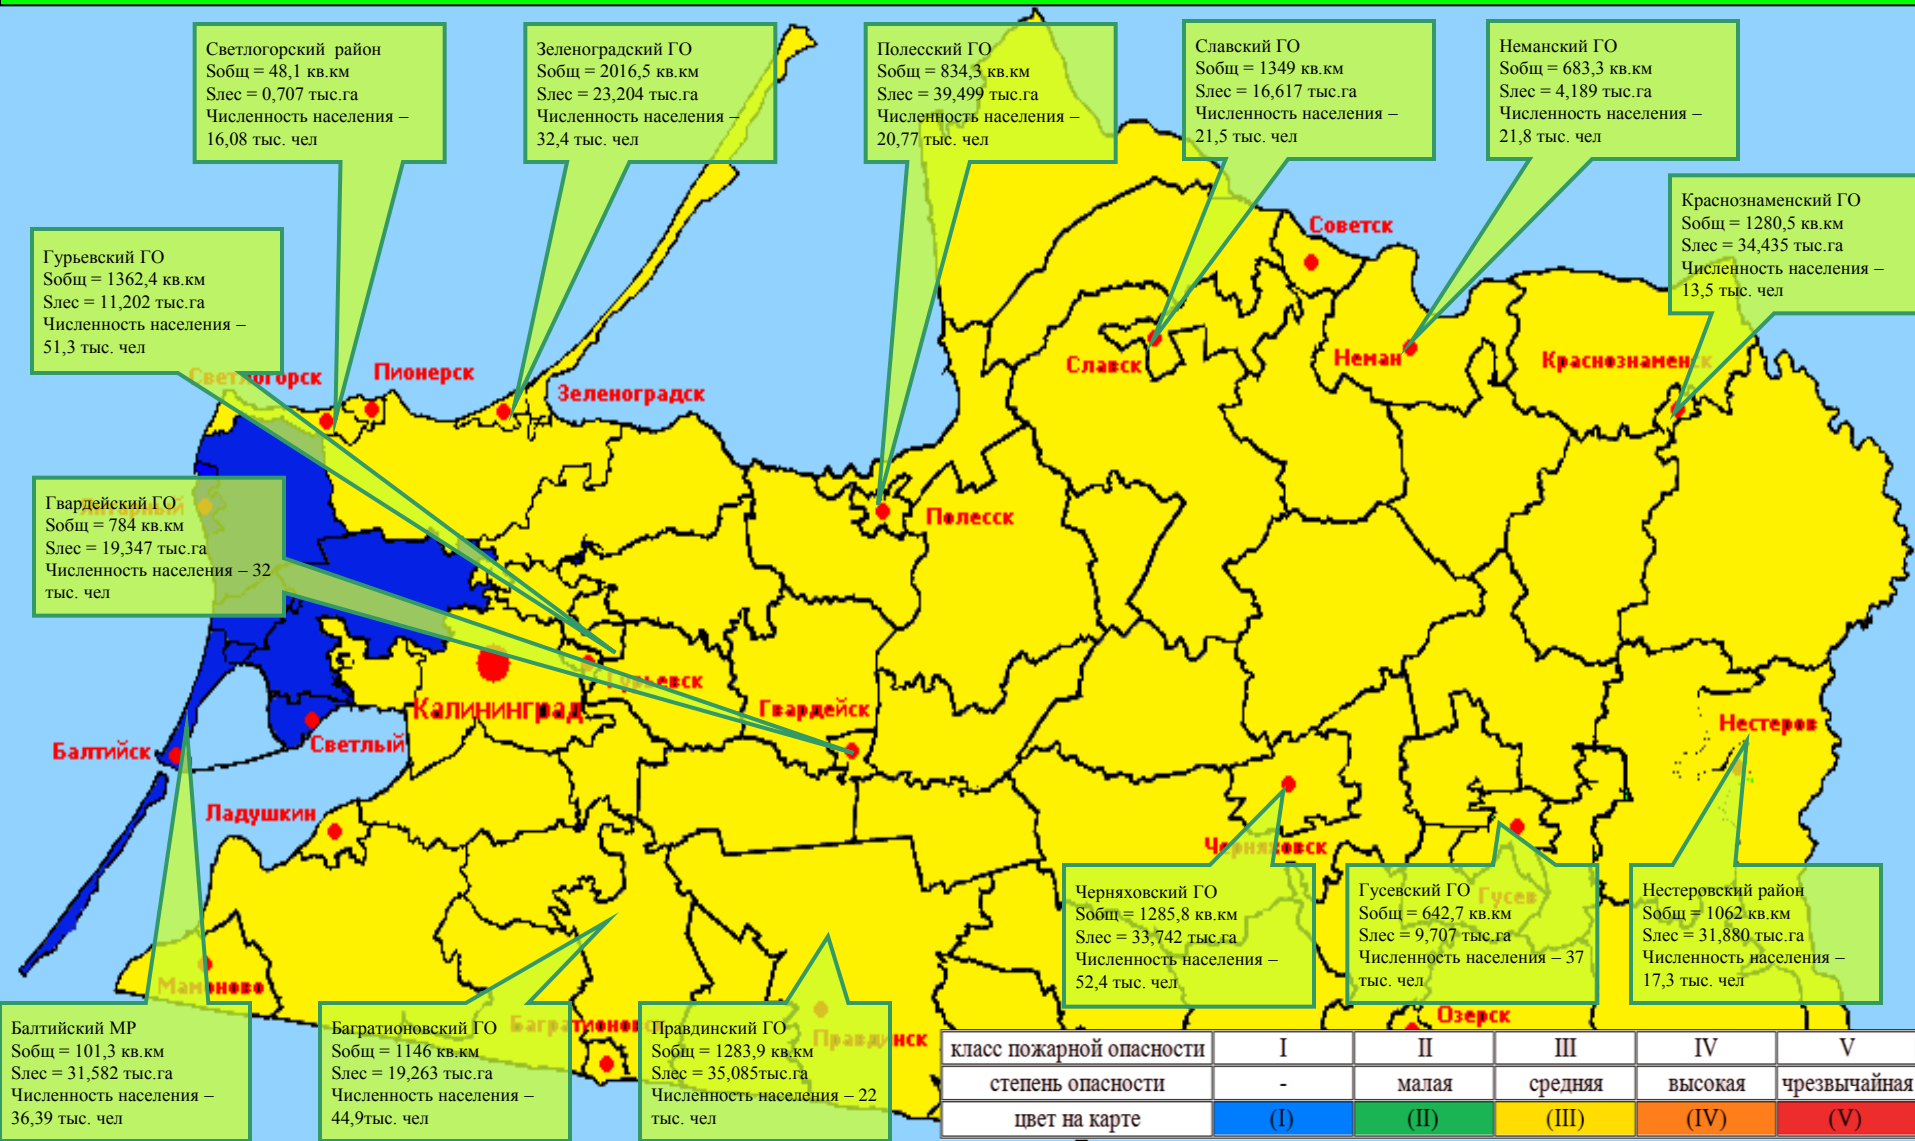 Светлогорский район
Sобщ = 48,1 кв.км
Sлес = 0,707 тыс.га
Численность населения –
16,08 тыс. чел
Зеленоградский ГО
Sобщ = 2016,5 кв.км
Sлес = 23,204 тыс.га
Численность населения –
32,4 тыс. чел
Полесский ГО
Sобщ = 834,3 кв.км
Sлес = 39,499 тыс.га
Численность населения –
20,77 тыс. чел
Славский ГО
Sобщ = 1349 кв.км
Sлес = 16,617 тыс.га
Численность населения –
21,5 тыс. чел
Неманский ГО
Sобщ = 683,3 кв.км
Sлес = 4,189 тыс.га
Численность населения –
21,8 тыс. чел
Краснознаменский ГО
Sобщ = 1280,5 кв.км
Sлес = 34,435 тыс.га
Численность населения –
13,5 тыс. чел
Гурьевский ГО
Sобщ = 1362,4 кв.км
Sлес = 11,202 тыс.га
Численность населения –
51,3 тыс. чел
Советск
Светлогорск
Пионерск
Зеленоградск
Славск
Неман
Краснознаменск
Гвардейский ГО
Sобщ = 784 кв.км
Sлес = 19,347 тыс.га
Численность населения – 32
тыс. чел
Янтарный
Полесск
Гурьевск
Калининград
Гвардейск
Нестеров
Балтийск
Светлый
Ладушкин
Черняховск
Гусев
Мамоново
Багратионовск
Правдинск
Озерск
Черняховский ГО
Sобщ = 1285,8 кв.км
Sлес = 33,742 тыс.га
Численность населения –
52,4 тыс. чел
Гусевский ГО
Sобщ = 642,7 кв.км
Sлес = 9,707 тыс.га
Численность населения – 37
тыс. чел
Нестеровский район
Sобщ = 1062 кв.км
Sлес = 31,880 тыс.га
Численность населения –
17,3 тыс. чел
Балтийский МР
Sобщ = 101,3 кв.км
Sлес = 31,582 тыс.га
Численность населения –
36,39 тыс. чел
Багратионовский ГО
Sобщ = 1146 кв.км
Sлес = 19,263 тыс.га
Численность населения –
44,9тыс. чел
Правдинский ГО
Sобщ = 1283,9 кв.км
Sлес = 35,085тыс.га
Численность населения – 22
тыс. чел
класс пожарной опасности I II III IV V
степень опасности - малая средняя высокая чрезвычайная
цвет на карте (I) (II) (III) (IV) (V)